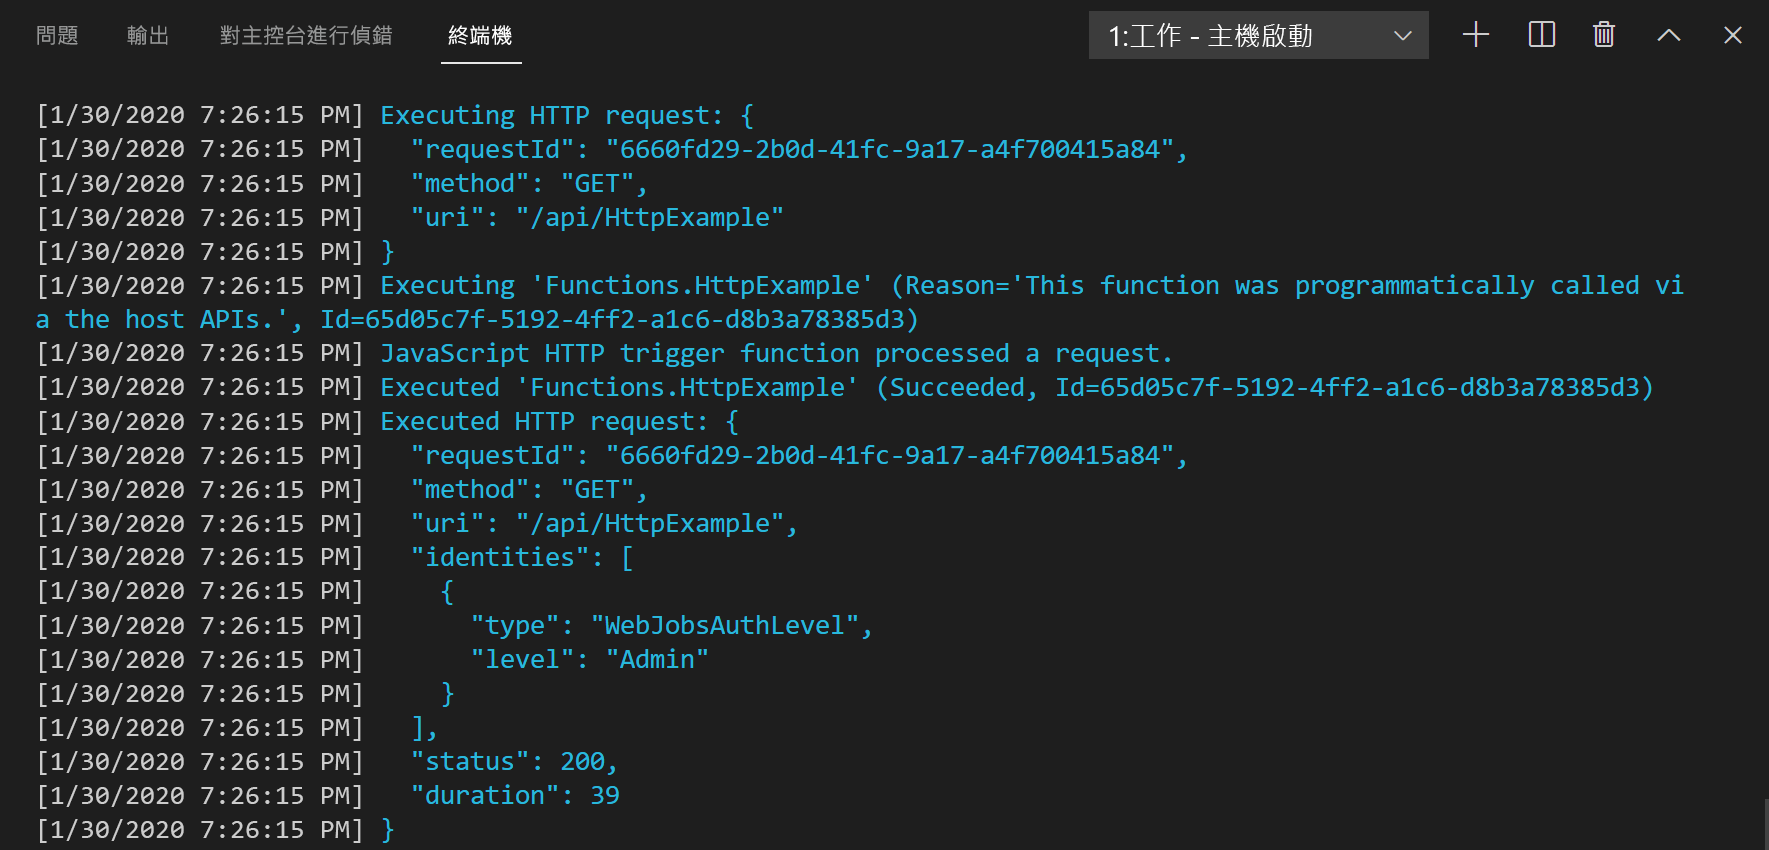 問題 輸出 對主控台進行偵錯 終端機 1:工作 - 主機啟動
[1/30/2020 7:26:15 PM] Executing HTTP request: {
[1/30/2020 7:26:15 PM]   "requestId": "6660fd29-2b0d-41fc-9a17-a4f700415a84",
[1/30/2020 7:26:15 PM]   "method": "GET",
[1/30/2020 7:26:15 PM]   "uri": "/api/HttpExample"
[1/30/2020 7:26:15 PM] }
[1/30/2020 7:26:15 PM] Executing 'Functions.HttpExample' (Reason='This function was programmatically called vi
a the host APIs.', Id=65d05c7f-5192-4ff2-a1c6-d8b3a78385d3)
[1/30/2020 7:26:15 PM] JavaScript HTTP trigger function processed a request.
[1/30/2020 7:26:15 PM] Executed 'Functions.HttpExample' (Succeeded, Id=65d05c7f-5192-4ff2-a1c6-d8b3a78385d3)
[1/30/2020 7:26:15 PM] Executed HTTP request: {
[1/30/2020 7:26:15 PM]   "requestId": "6660fd29-2b0d-41fc-9a17-a4f700415a84",
[1/30/2020 7:26:15 PM]   "method": "GET",
[1/30/2020 7:26:15 PM]   "uri": "/api/HttpExample",
[1/30/2020 7:26:15 PM]   "identities": [
[1/30/2020 7:26:15 PM]     {
[1/30/2020 7:26:15 PM]       "type": "WebJobsAuthLevel",
[1/30/2020 7:26:15 PM]       "level": "Admin"
[1/30/2020 7:26:15 PM]     }
[1/30/2020 7:26:15 PM]   ],
[1/30/2020 7:26:15 PM]   "status": 200,
[1/30/2020 7:26:15 PM]   "duration": 39
[1/30/2020 7:26:15 PM] }